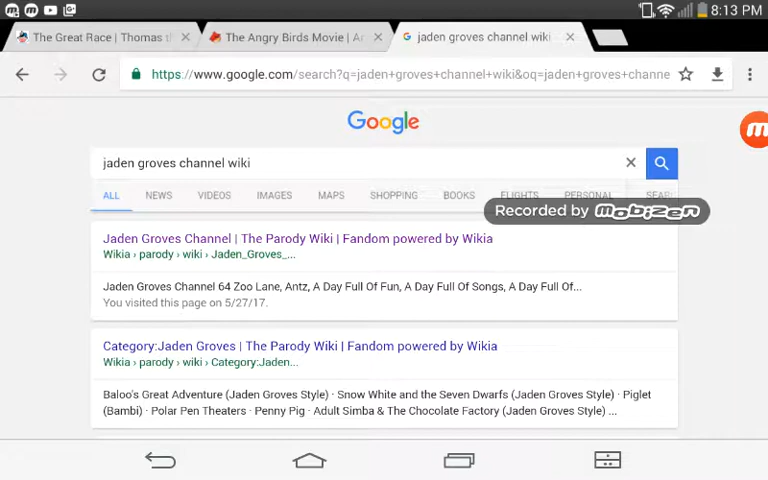 8:13 PM
The Great Race | Thomas t
The Angry Birds Movie | A
jaden groves channel wiki
https://www.google.com/search?q=jaden+groves+channel+wiki&oq=jaden+groves+channe
Google
jaden groves channel wiki
ALL NEWS VIDEOS IMAGES MAPS SHOPPING BOOKS FLIGHTS PERSONAL SEAR
Recorded by mobizen
Jaden Groves Channel | The Parody Wiki | Fandom powered by Wikia
Wikia › parody › wiki › Jaden_Groves_...
Jaden Groves Channel 64 Zoo Lane, Antz, A Day Full Of Fun, A Day Full Of Songs, A Day Full Of...
You visited this page on 5/27/17.
Category:Jaden Groves | The Parody Wiki | Fandom powered by Wikia
Wikia › parody › wiki › Category:Jaden...
Baloo's Great Adventure (Jaden Groves Style) · Snow White and the Seven Dwarfs (Jaden Groves Style) · Piglet
(Bambi) · Polar Pen Theaters · Penny Pig · Adult Simba & The Chocolate Factory (Jaden Groves Style) ...